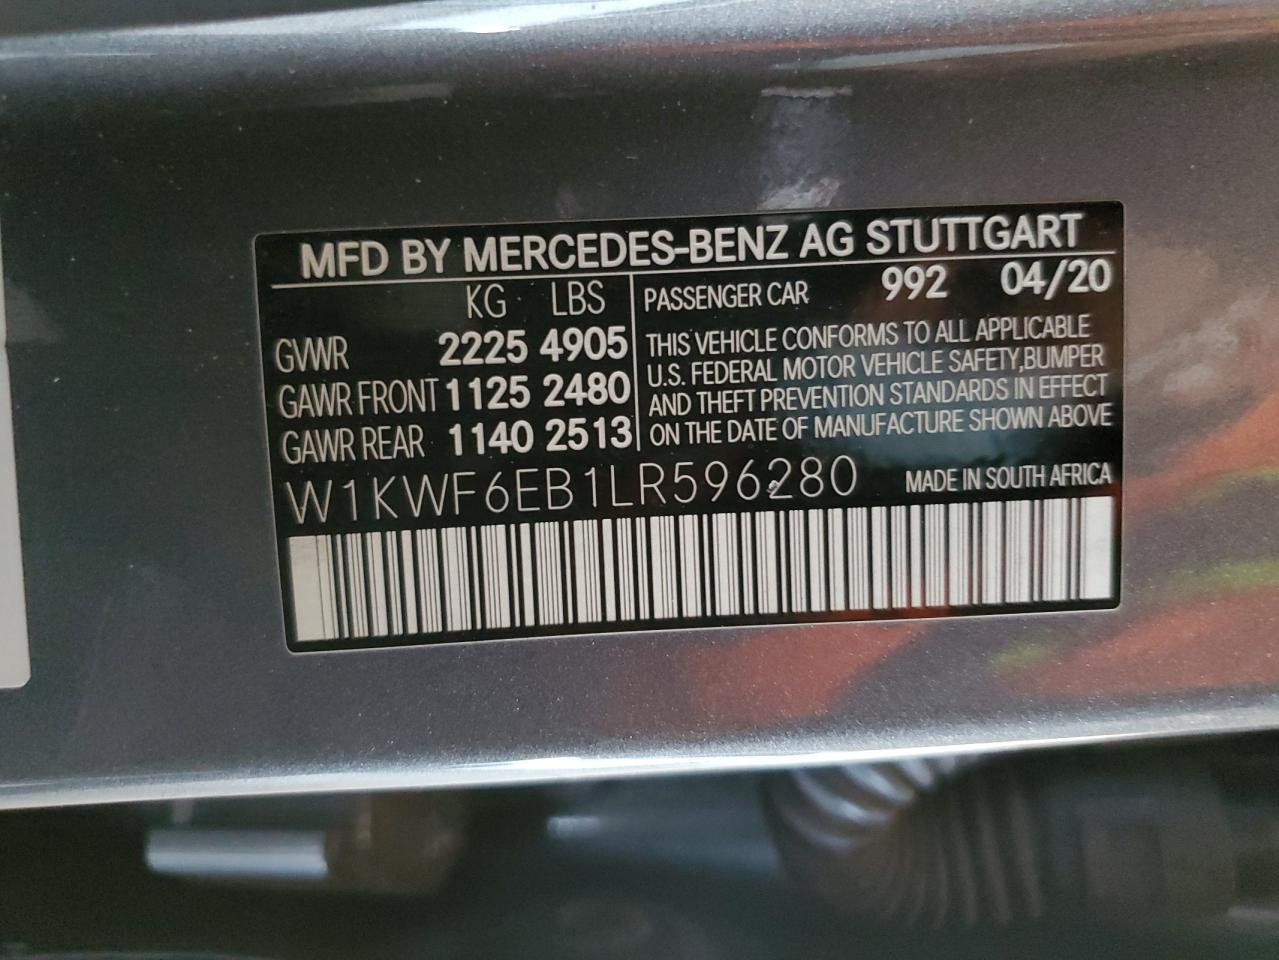 MFD BY MERCEDES-BENZ AG STUTTGART
KG LBS
GVWR 2225 4905
GAWR FRONT 1125 2480
GAWR REAR 1140 2513
PASSENGER CAR 992 04/20
THIS VEHICLE CONFORMS TO ALL APPLICABLE
U.S. FEDERAL MOTOR VEHICLE SAFETY,BUMPER
AND THEFT PREVENTION STANDARDS IN EFFECT
ON THE DATE OF MANUFACTURE SHOWN ABOVE
W1KWF6EB1LR596280 MADE IN SOUTH AFRICA